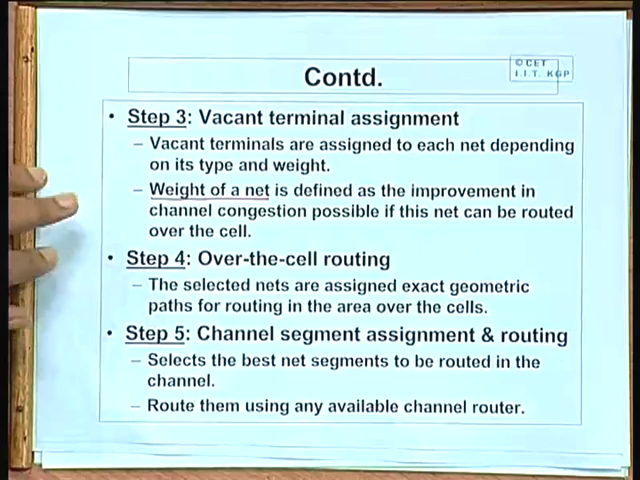 Contd.
© CET
I.I.T. KGP
• Step 3: Vacant terminal assignment
– Vacant terminals are assigned to each net depending
on its type and weight.
– Weight of a net is defined as the improvement in
channel congestion possible if this net can be routed
over the cell.
• Step 4: Over-the-cell routing
– The selected nets are assigned exact geometric
paths for routing in the area over the cells.
• Step 5: Channel segment assignment & routing
– Selects the best net segments to be routed in the
channel.
– Route them using any available channel router.